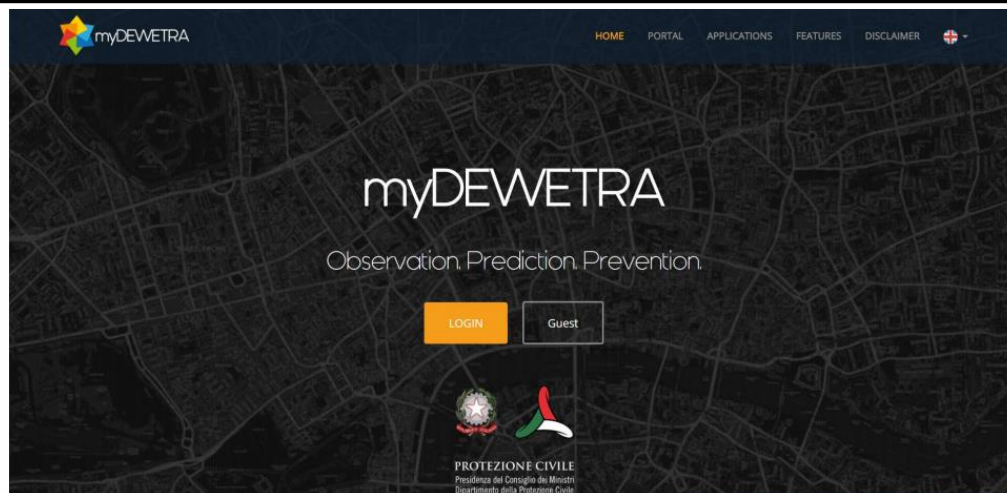 myDEWETRA
HOME PORTAL APPLICATIONS FEATURES DISCLAIMER
myDEWETRA
Observation. Prediction. Prevention.
LOGIN Guest
PROTEZIONE CIVILE
Presidenza del Consiglio dei Ministri
Dipartimento della Protezione Civile